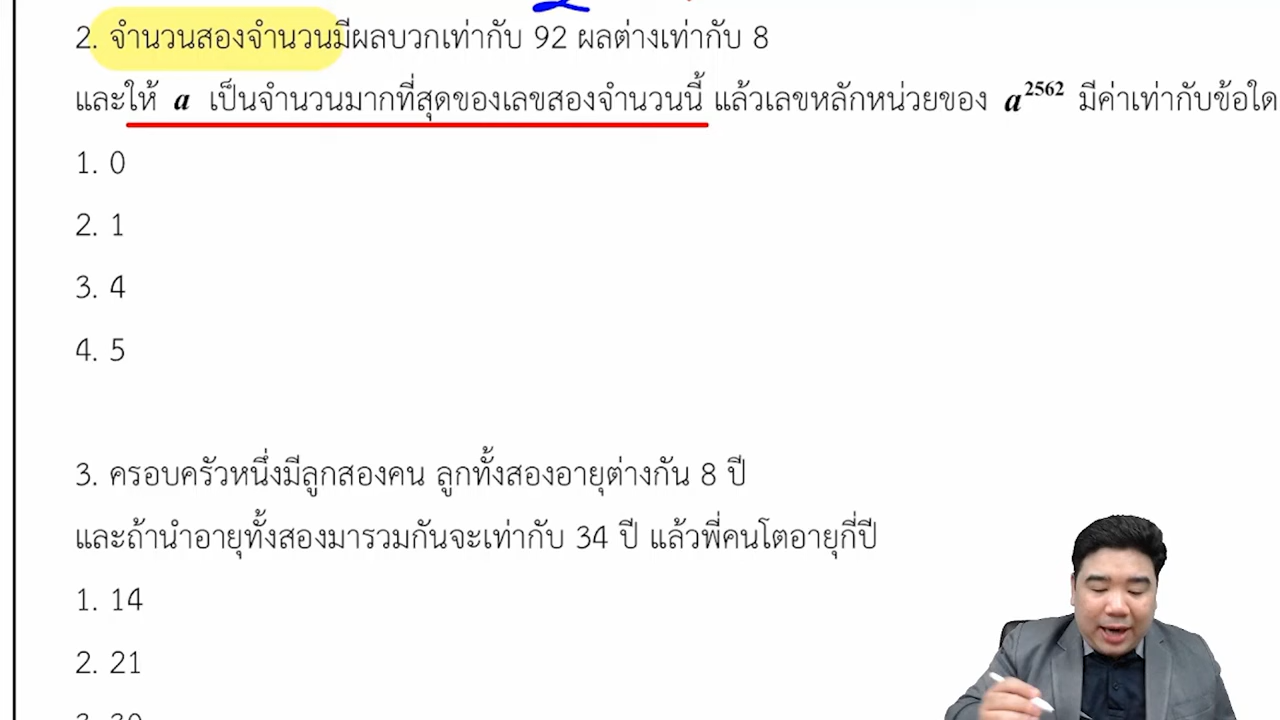 2. จำนวนสองจำนวนมีผลบวกเท่ากับ 92 ผลต่างเท่ากับ 8
และให้ a เป็นจำนวนมากที่สุดของเลขสองจำนวนนี้ แล้วเลขหลักหน่วยของ a²⁵⁶² มีค่าเท่ากับข้อใด
1. 0
2. 1
3. 4
4. 5
3. ครอบครัวหนึ่งมีลูกสองคน ลูกทั้งสองอายุต่างกัน 8 ปี
และถ้านำอายุทั้งสองมารวมกันจะเท่ากับ 34 ปี แล้วพี่คนโตอายุกี่ปี
1. 14
2. 21